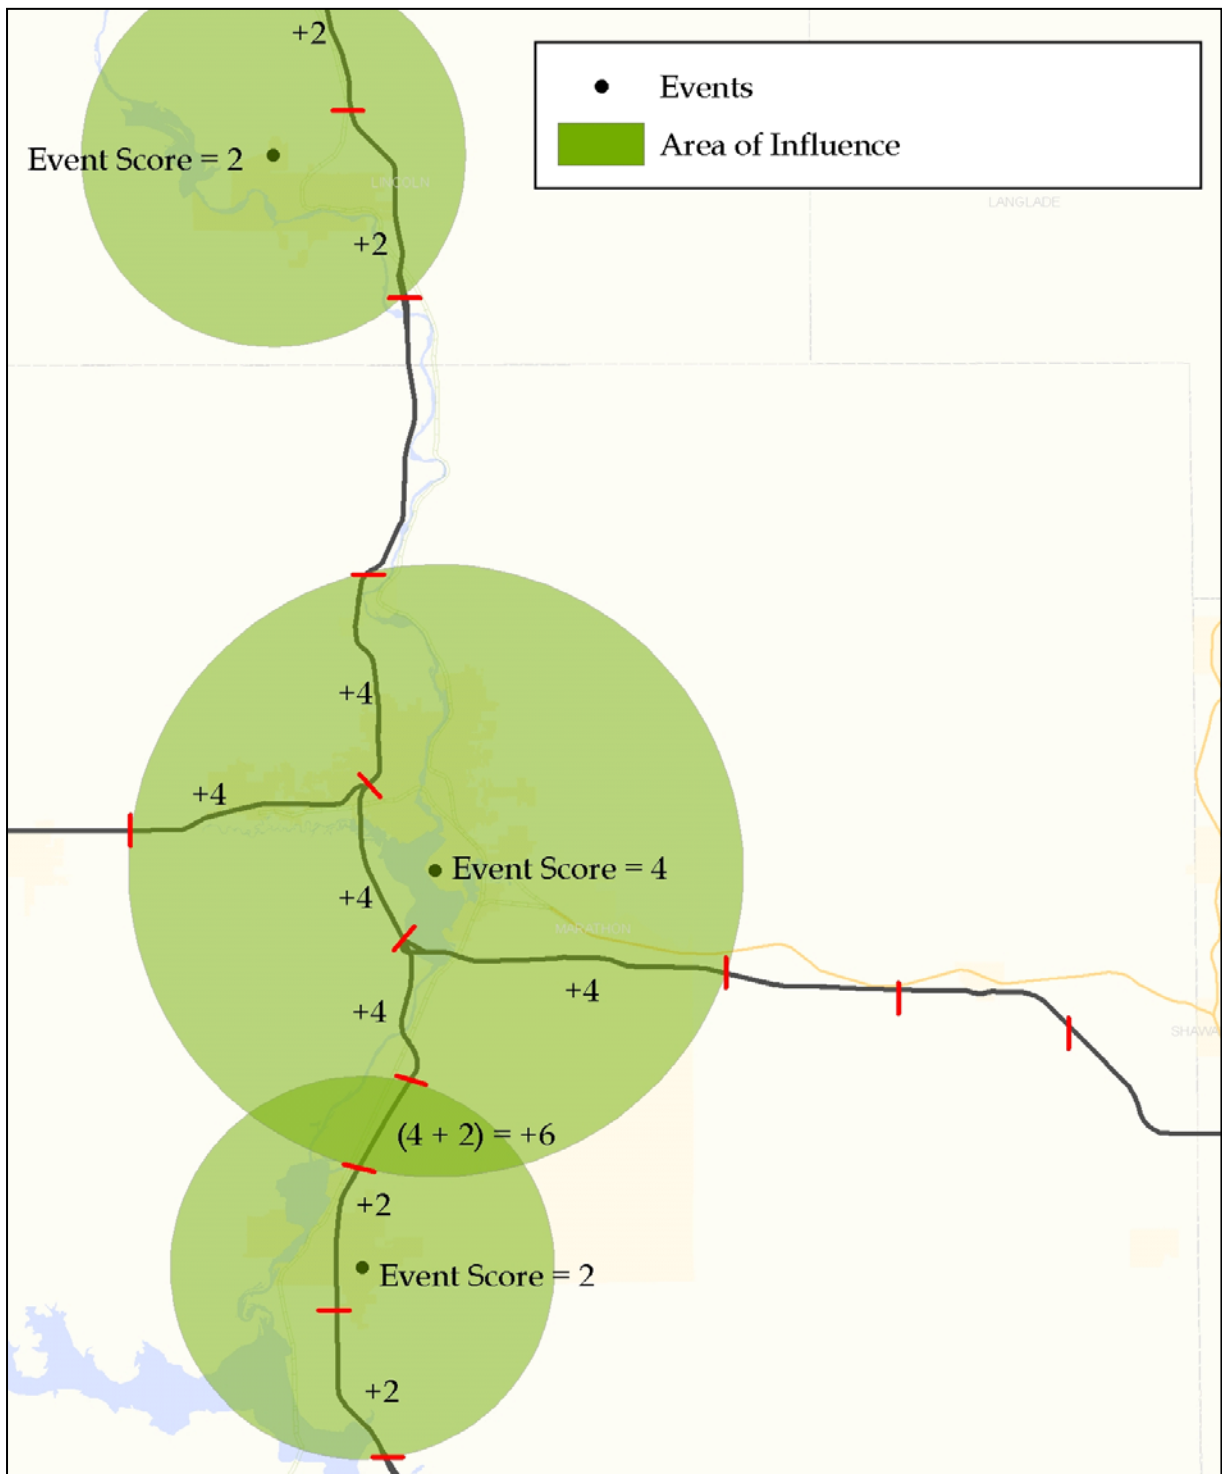 +2
Events
Area of Influence
Event Score = 2
LINCOLN
LANGLADE
+2
+4
+4
Event Score = 4
+4
MARATHON
+4
+4
(4 + 2) = +6
+2
Event Score = 2
+2